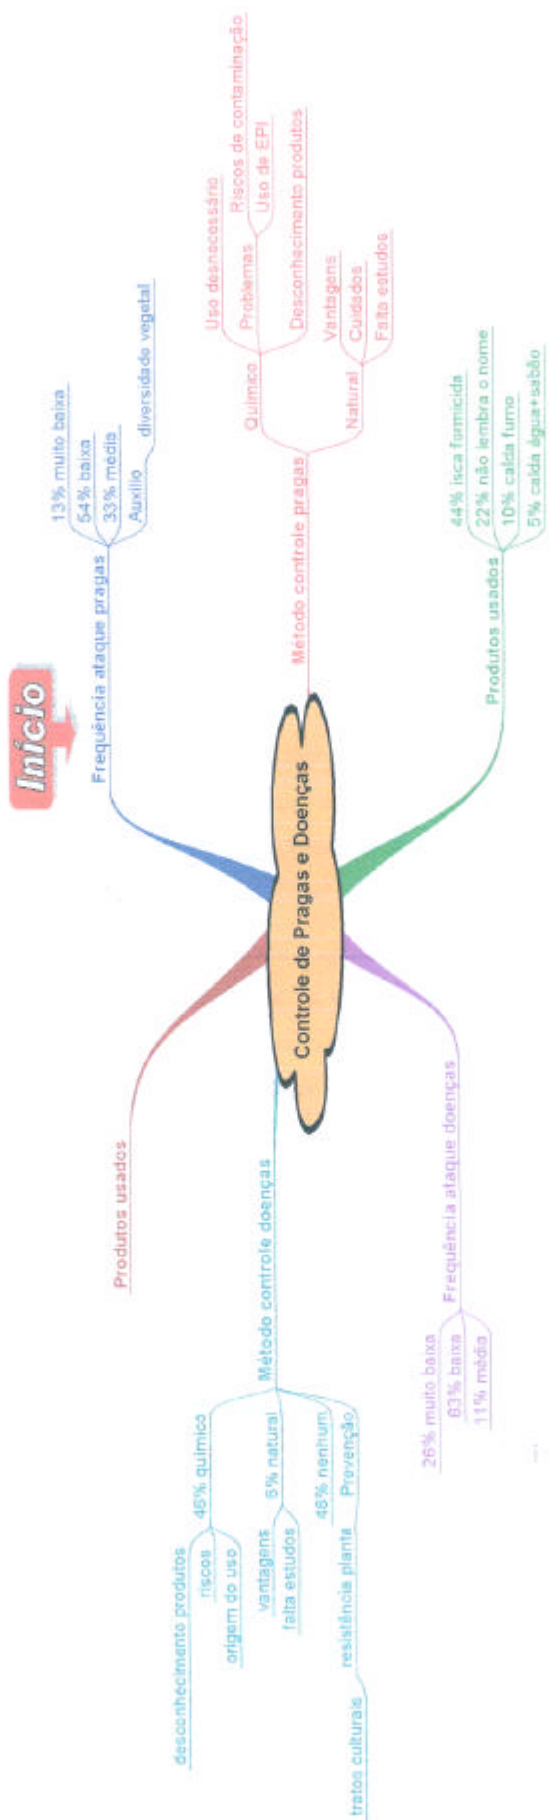 Início
Frequência ataque pragas
13% muito baixa
54% baixa
33% média
Auxílio
diversidade vegetal
Método controle pragas
Químico
Uso desnecessário
Problemas
Riscos de contaminação
Uso de EPI
Desconhecimento produtos
Natural
Vantagens
Cuidados
Falta estudos
Produtos usados
44% isca formicida
22% não lembra o nome
10% calda fumo
5% calda água+sabão
Controle de Pragas e Doenças
Frequência ataque doenças
26% muito baixa
63% baixa
11% média
Método controle doenças
46% químico
desconhecimento produtos
riscos
origem do uso
6% natural
vantagens
falta estudos
48% nenhum
Prevenção
resistência planta
tratos culturais
Produtos usados